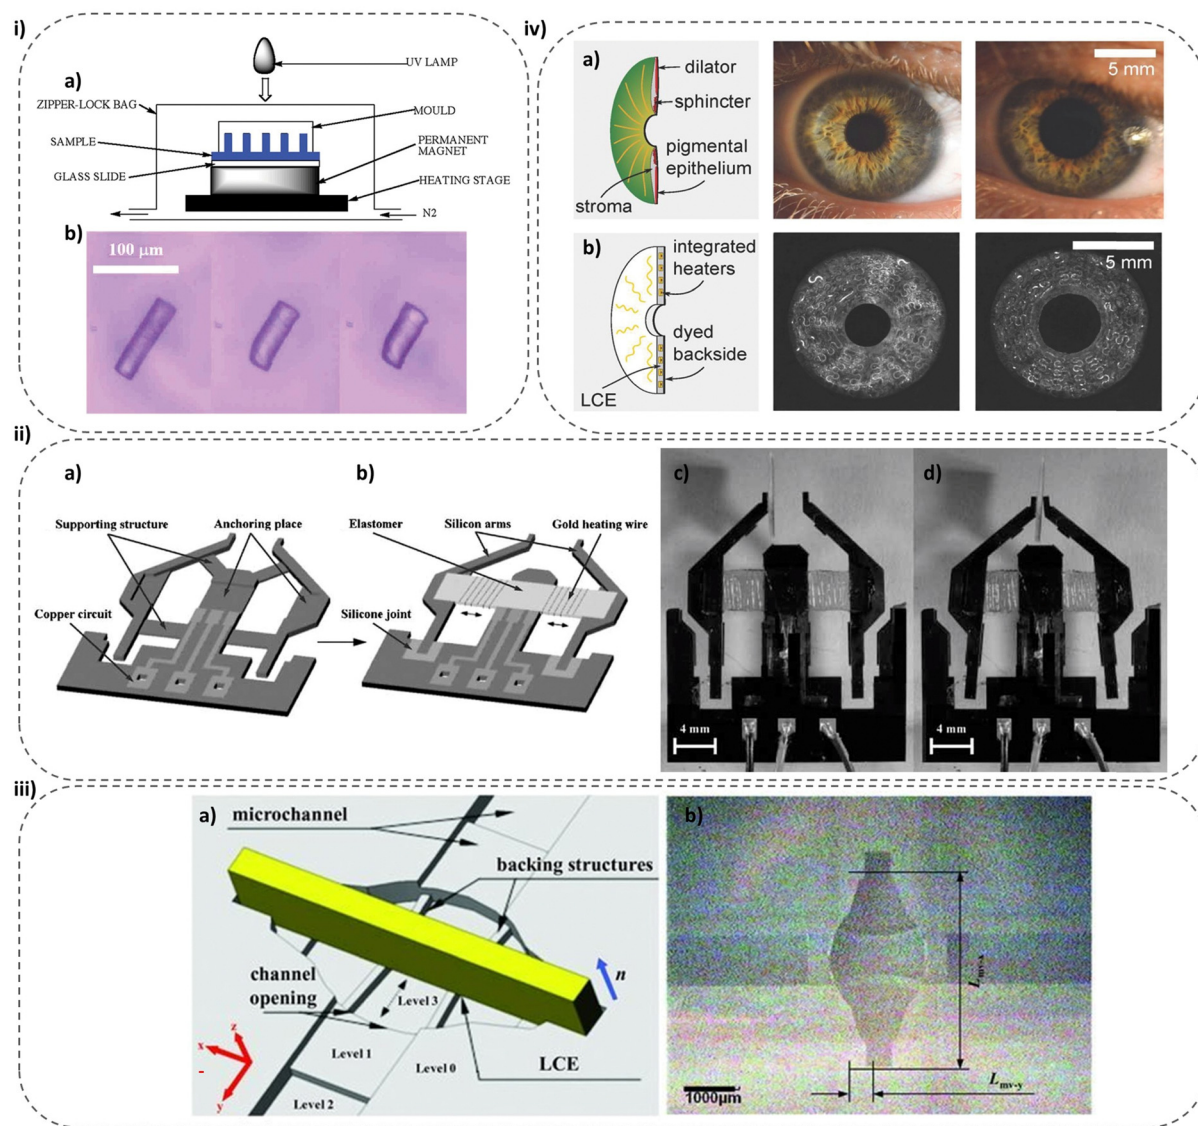 i)
a)
UV LAMP
ZIPPER-LOCK BAG
MOULD
SAMPLE
PERMANENT
MAGNET
GLASS SLIDE
HEATING STAGE
N2
b)
100 µm
iv)
a)
dilator
sphincter
pigmental
epithelium
stroma
5 mm
b)
integrated
heaters
dyed
backside
LCE
5 mm
ii)
a)
Supporting structure
Anchoring place
Copper circuit
b)
Elastomer
Silicon arms
Gold heating wire
Silicone joint
c)
4 mm
d)
4 mm
iii)
a)
microchannel
backing structures
n
channel
opening
Level 3
Level 1
Level 0
LCE
Level 2
z
x
y
b)
L mv-x
L mv-y
1000µm